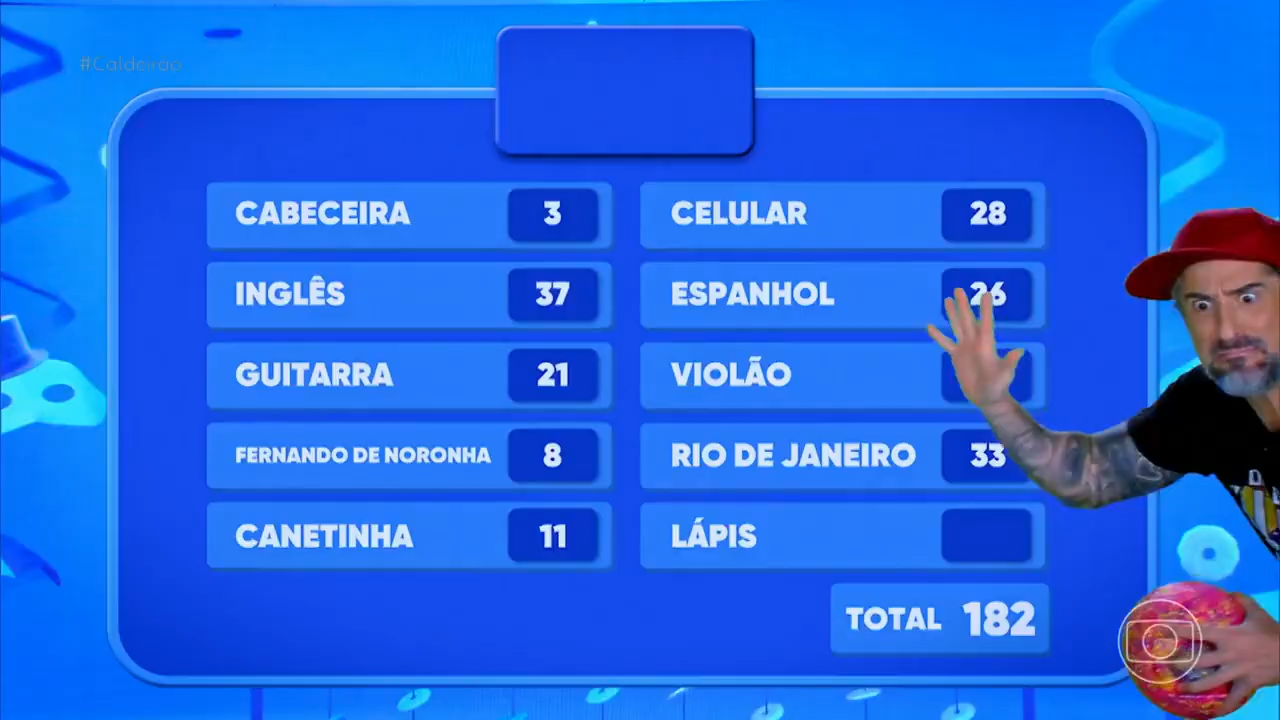 #Caldeirão
CABECEIRA 3
INGLÊS 37
GUITARRA 21
FERNANDO DE NORONHA 8
CANETINHA 11
CELULAR 28
ESPANHOL 26
VIOLÃO
RIO DE JANEIRO 33
LÁPIS
TOTAL 182